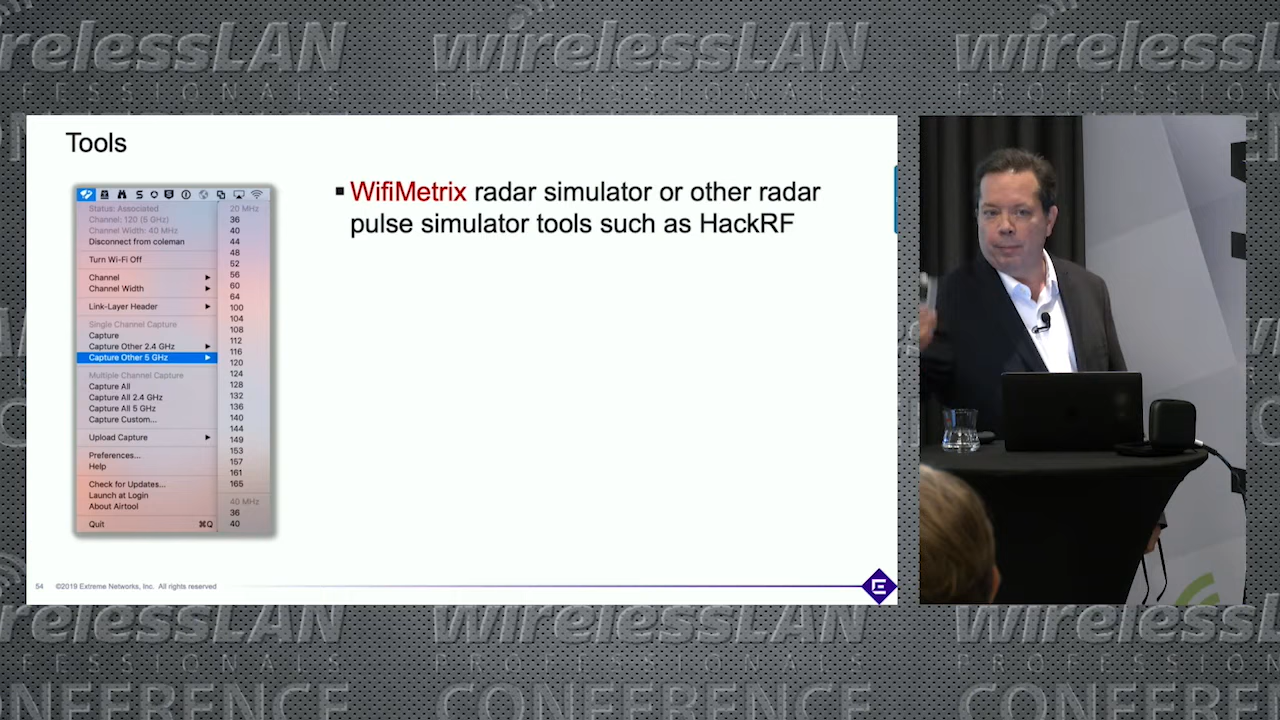 wirelessLAN
PROFESSIONALS
Tools
Status: Associated
Channel: 120 (5 GHz)
Channel Width: 40 MHz
Disconnect from coleman
Turn Wi-Fi Off
Channel
Channel Width
Link-Layer Header
Single Channel Capture
Capture
Capture Other 2.4 GHz
Capture Other 5 GHz
Multiple Channel Capture
Capture All
Capture All 2.4 GHz
Capture All 5 GHz
Capture Custom...
Upload Capture
Preferences...
Help
Check for Updates...
Launch at Login
About Airtool
Quit ⌘Q
20 MHz
36
40
44
48
52
56
60
64
100
104
108
112
116
120
124
128
132
136
140
144
149
153
157
161
165
40 MHz
36
40
▪ WifiMetrix radar simulator or other radar
pulse simulator tools such as HackRF
54 ©2019 Extreme Networks, Inc. All rights reserved
wirelessLAN
PROFESSIONALS
CONFERENCE